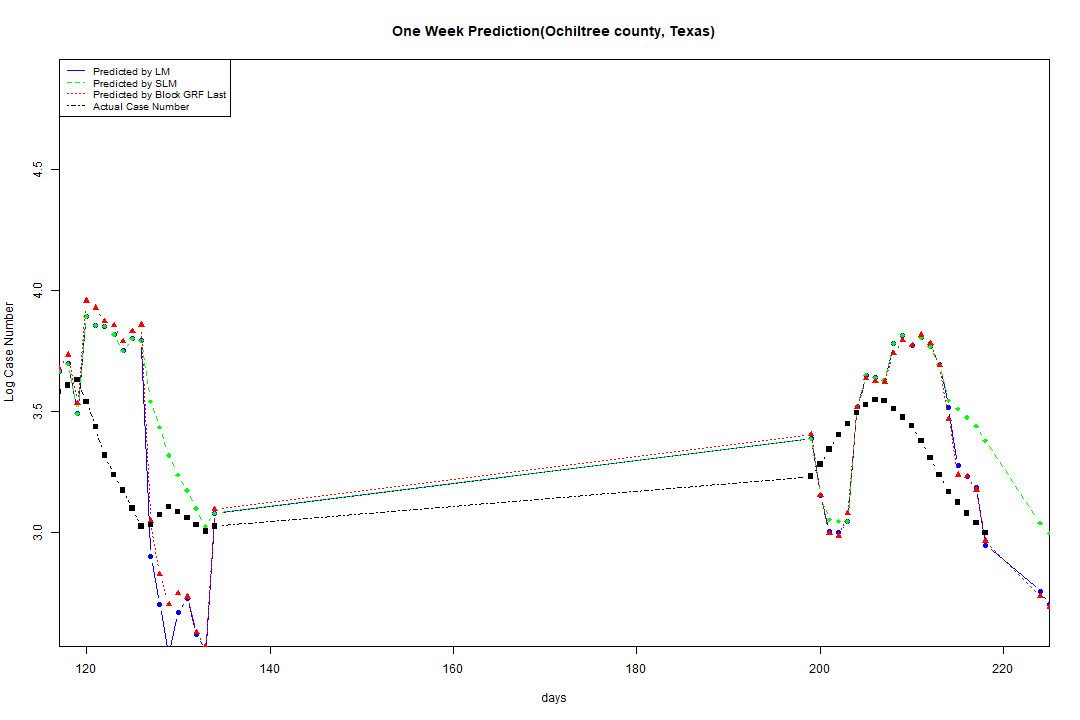 One Week Prediction(Ochiltree county, Texas)
Predicted by LM
Predicted by SLM
Predicted by Block GRF Last
Actual Case Number
4.5
4.0
3.5
3.0
Log Case Number
120 140 160 180 200 220
days